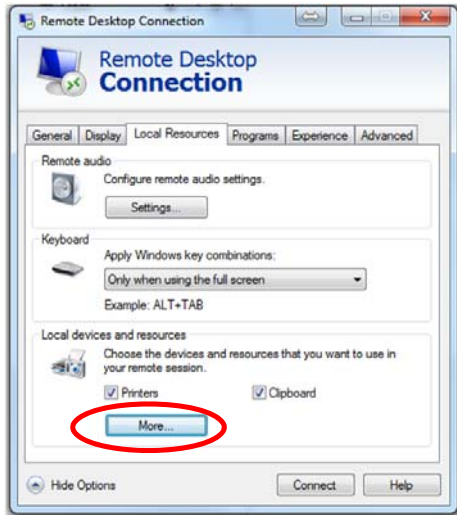 Remote Desktop Connection
Remote Desktop
Connection
General Display Local Resources Programs Experience Advanced
Remote audio
Configure remote audio settings.
Settings...
Keyboard
Apply Windows key combinations:
Only when using the full screen
Example: ALT+TAB
Local devices and resources
Choose the devices and resources that you want to use in
your remote session.
Printers Clipboard
More...
Hide Options Connect Help